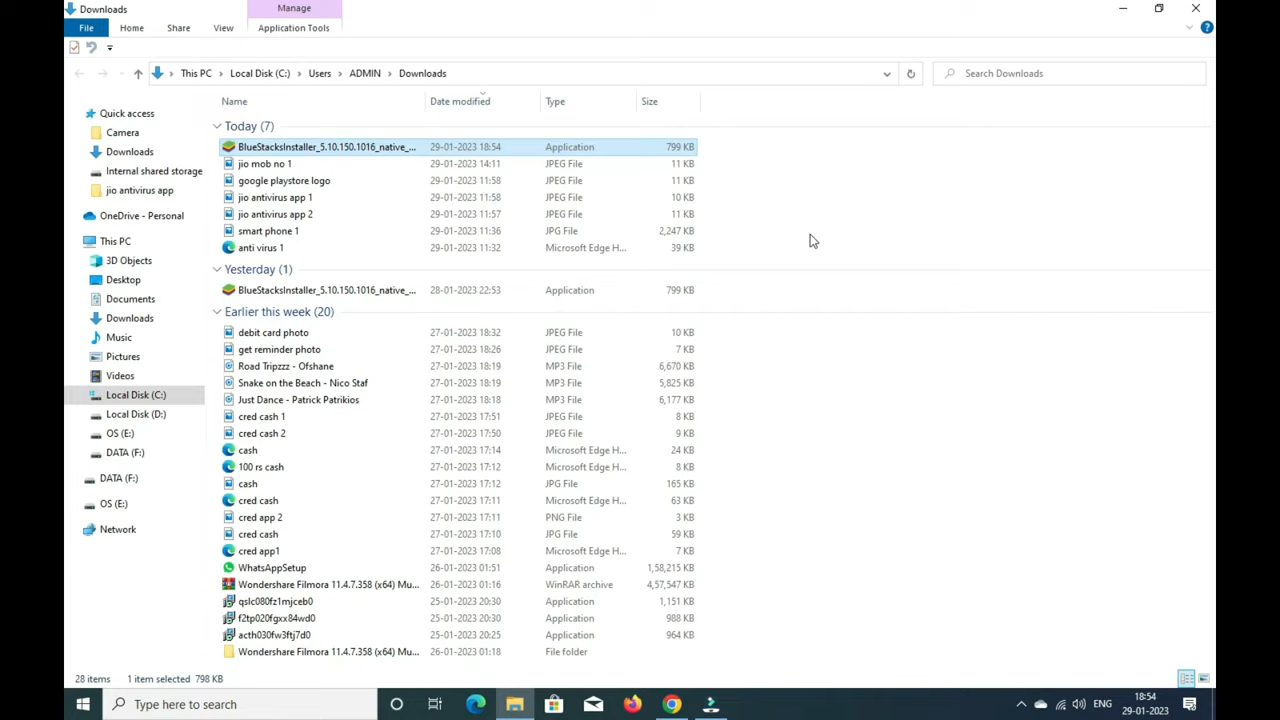 Downloads
Manage
File
Home
Share
View
Application Tools
This PC
Local Disk (C:)
Users
ADMIN
Downloads
Search Downloads
Name
Date modified
Type
Size
Quick access
Camera
Downloads
Internal shared storage
jio antivirus app
OneDrive - Personal
This PC
3D Objects
Desktop
Documents
Downloads
Music
Pictures
Videos
Local Disk (C:)
Local Disk (D:)
OS (E:)
DATA (F:)
DATA (F:)
OS (E:)
Network
Today (7)
BlueStacksInstaller_5.10.150.1016_native_... 29-01-2023 18:54 Application 799 KB
jio mob no 1 29-01-2023 14:11 JPEG File 11 KB
google playstore logo 29-01-2023 11:58 JPEG File 11 KB
jio antivirus app 1 29-01-2023 11:58 JPEG File 10 KB
jio antivirus app 2 29-01-2023 11:57 JPEG File 11 KB
smart phone 1 29-01-2023 11:36 JPG File 2,247 KB
anti virus 1 29-01-2023 11:32 Microsoft Edge H... 39 KB
Yesterday (1)
BlueStacksInstaller_5.10.150.1016_native_... 28-01-2023 22:53 Application 799 KB
Earlier this week (20)
debit card photo 27-01-2023 18:32 JPEG File 10 KB
get reminder photo 27-01-2023 18:26 JPEG File 7 KB
Road Tripzzz - Ofshane 27-01-2023 18:19 MP3 File 6,670 KB
Snake on the Beach - Nico Staf 27-01-2023 18:19 MP3 File 5,825 KB
Just Dance - Patrick Patrikios 27-01-2023 18:18 MP3 File 6,177 KB
cred cash 1 27-01-2023 17:51 JPEG File 8 KB
cred cash 2 27-01-2023 17:50 JPEG File 9 KB
cash 27-01-2023 17:14 Microsoft Edge H... 24 KB
100 rs cash 27-01-2023 17:12 Microsoft Edge H... 8 KB
cash 27-01-2023 17:12 JPG File 165 KB
cred cash 27-01-2023 17:11 Microsoft Edge H... 63 KB
cred app 2 27-01-2023 17:11 PNG File 3 KB
cred cash 27-01-2023 17:10 JPG File 59 KB
cred app1 27-01-2023 17:08 Microsoft Edge H... 7 KB
WhatsAppSetup 26-01-2023 01:51 Application 1,58,215 KB
Wondershare Filmora 11.4.7.358 (x64) Mu... 26-01-2023 01:16 WinRAR archive 4,57,547 KB
qslc080fz1mjceb0 25-01-2023 20:30 Application 1,151 KB
f2tp020fgxx84wd0 25-01-2023 20:30 Application 988 KB
acth030fw3ftj7d0 25-01-2023 20:25 Application 964 KB
Wondershare Filmora 11.4.7.358 (x64) Mu... 26-01-2023 01:18 File folder
28 items
1 item selected 798 KB
Type here to search
ENG
18:54
29-01-2023